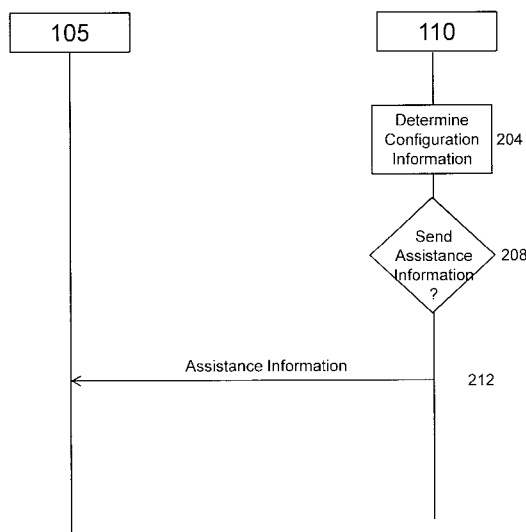 105
110
Determine
Configuration
Information
204
Send
Assistance
Information
?
208
Assistance Information
212